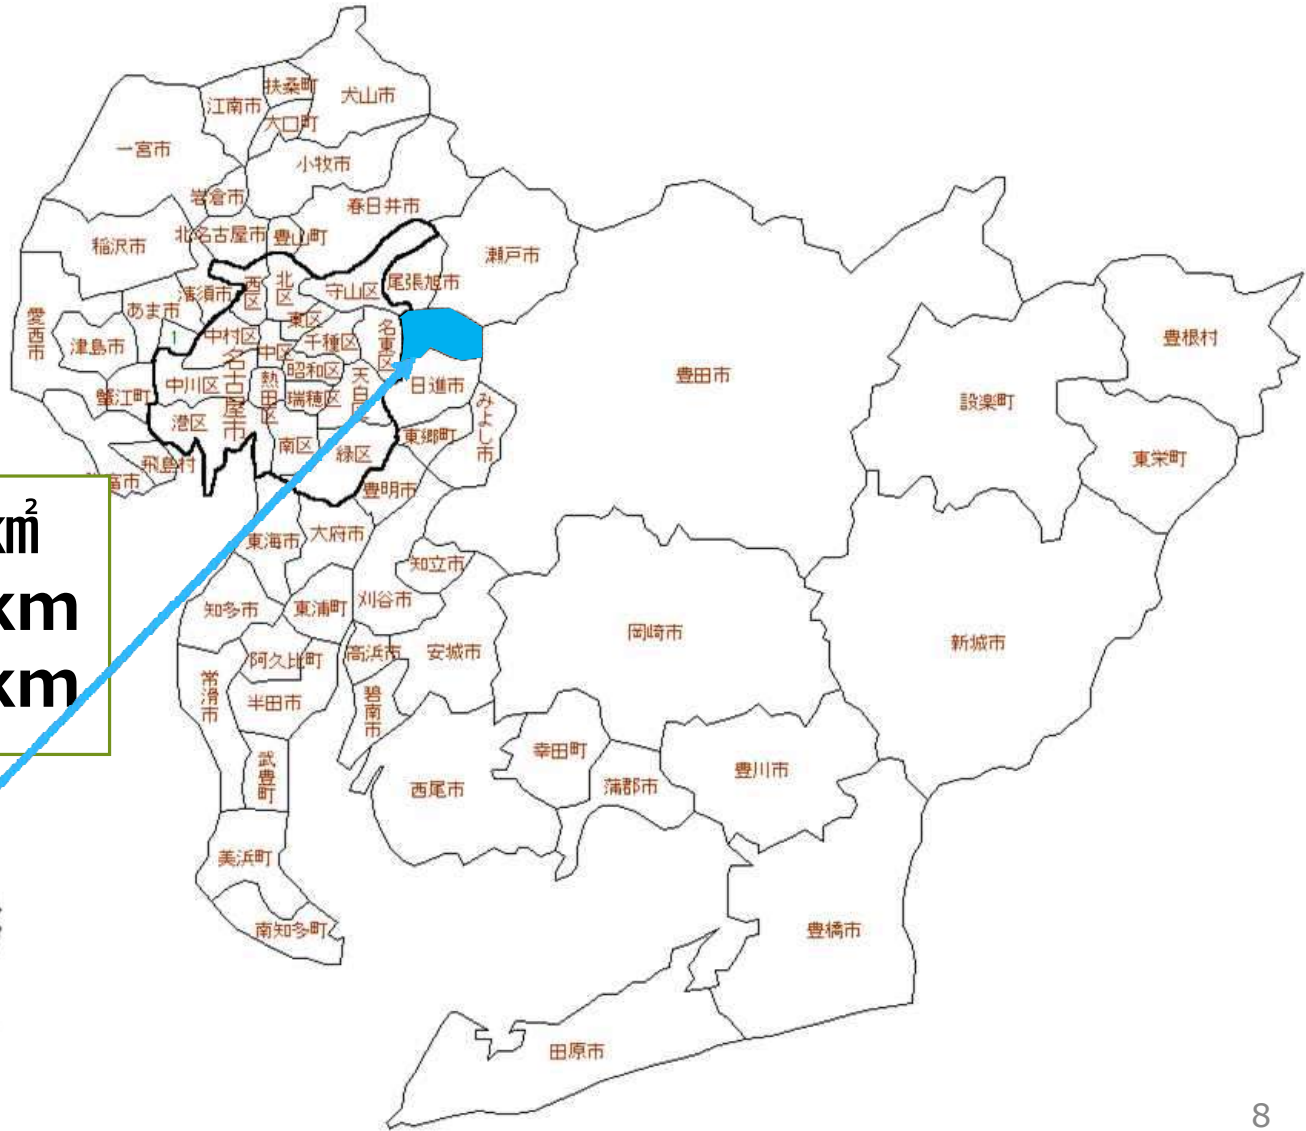 扶桑町
江南市
犬山市
大口町
一宮市
小牧市
岩倉市
春日井市
稲沢市
北名古屋市
豊山町
瀬戸市
尾張旭市
清須市
西区
北区
守山区
あま市
愛西市
津島市
1
中村区
東区
千種区
名東区
中区
昭和区
名古屋市
中川区
熱田区
瑞穂区
天白区
日進市
みよし市
蟹江町
港区
南区
緑区
東郷町
飛島村
富市
豊明市
豊田市
設楽町
豊根村
東栄町
㎢
km
km
東海市
大府市
知立市
知多市
東浦町
刈谷市
岡崎市
新城市
阿久比町
高浜市
安城市
常滑市
半田市
碧南市
武豊町
西尾市
幸田町
蒲郡市
豊川市
美浜町
南知多町
豊橋市
田原市
8